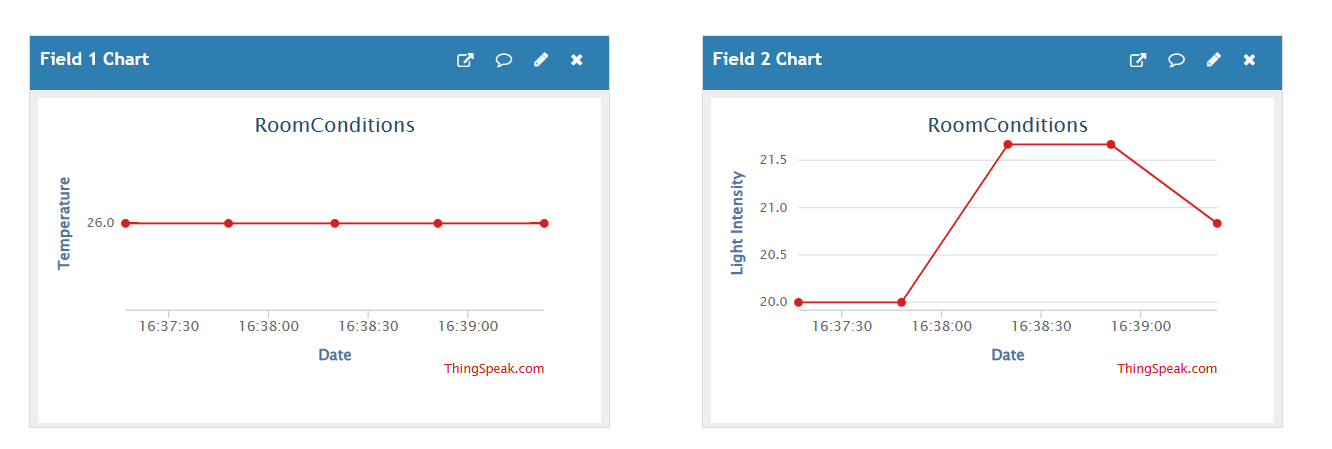 Field 1 Chart
RoomConditions
Temperature
26.0
16:37:30 16:38:00 16:38:30 16:39:00
Date
ThingSpeak.com
Field 2 Chart
RoomConditions
Light Intensity
21.5
21.0
20.5
20.0
16:37:30 16:38:00 16:38:30 16:39:00
Date
ThingSpeak.com